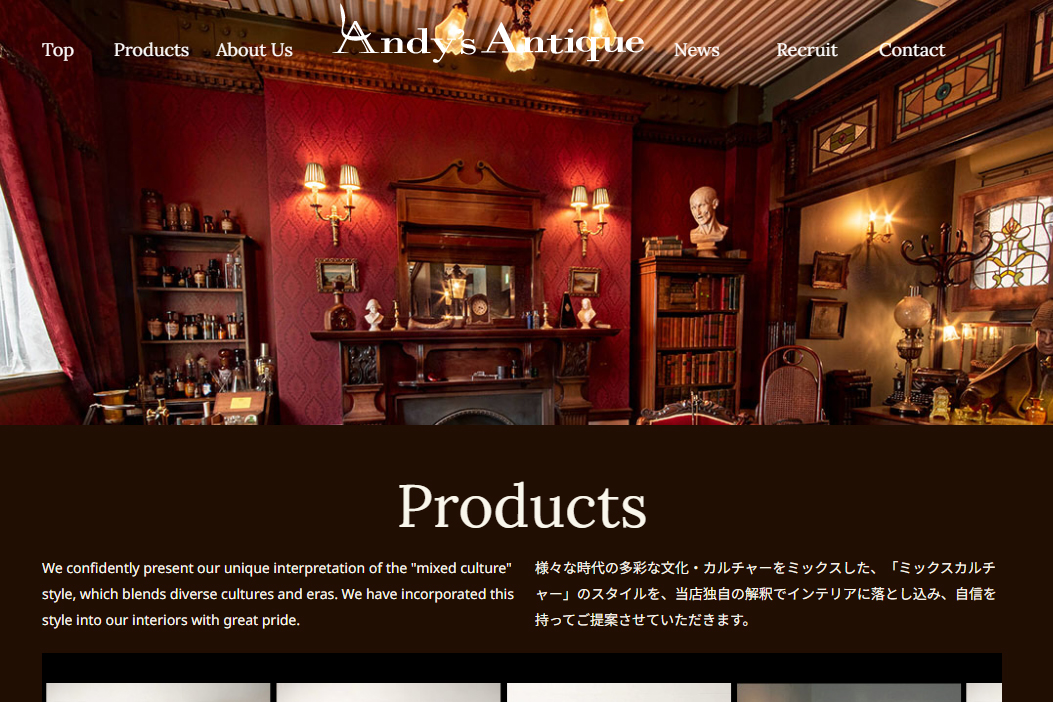 Top
Products
About Us
Andy's Antique
News
Recruit
Contact
Products
We confidently present our unique interpretation of the "mixed culture"
style, which blends diverse cultures and eras. We have incorporated this
style into our interiors with great pride.
様々な時代の多彩な文化・カルチャーをミックスした、「ミックスカルチ
ャー」のスタイルを、当店独自の解釈でインテリアに落とし込み、自信を
持ってご提案させていただきます。